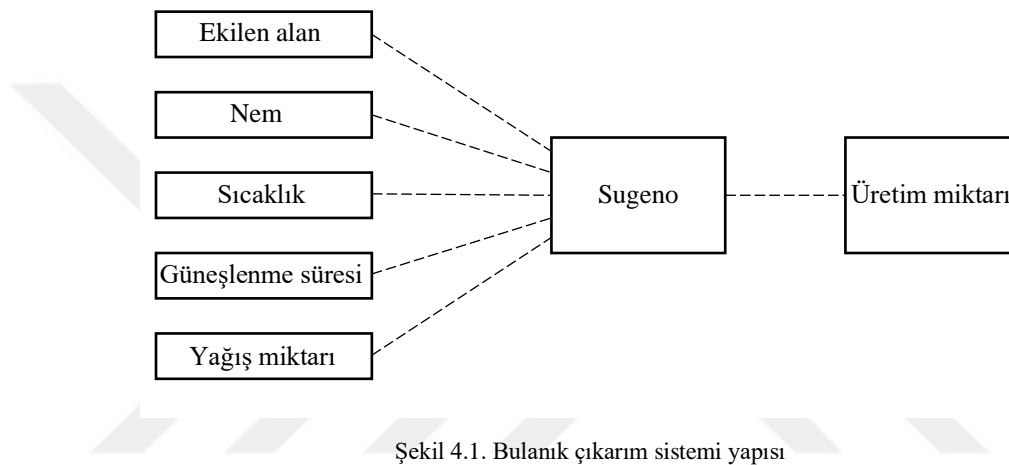 Ekilen alan
Nem
Sıcaklık
Güneşlenme süresi
Yağış miktarı
Sugeno
Üretim miktarı
Şekil 4.1. Bulanık çıkarım sistemi yapısı